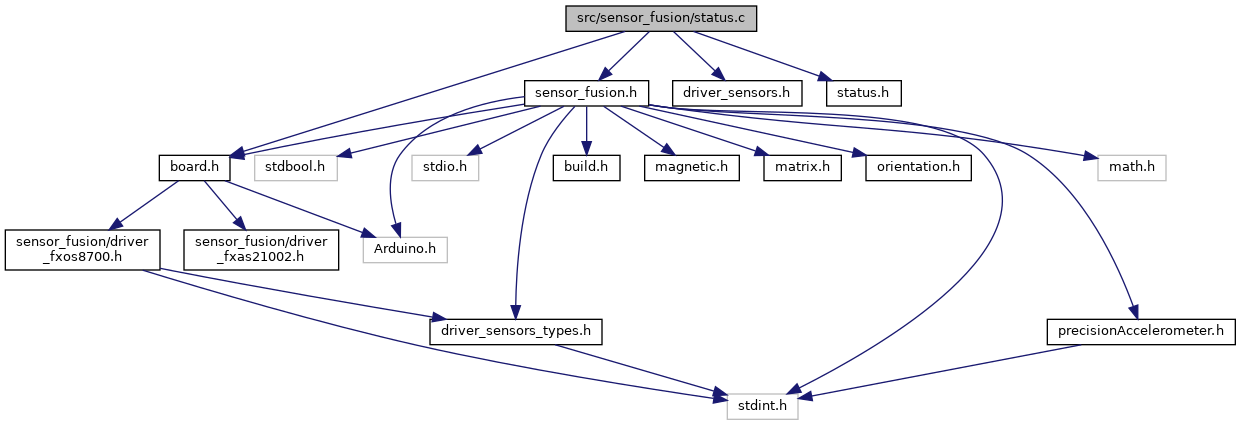 src/sensor_fusion/status.c
sensor_fusion.h
driver_sensors.h
status.h
board.h
stdbool.h
stdio.h
build.h
magnetic.h
matrix.h
orientation.h
math.h
sensor_fusion/driver
_fxos8700.h
sensor_fusion/driver
_fxas21002.h
Arduino.h
driver_sensors_types.h
precisionAccelerometer.h
stdint.h